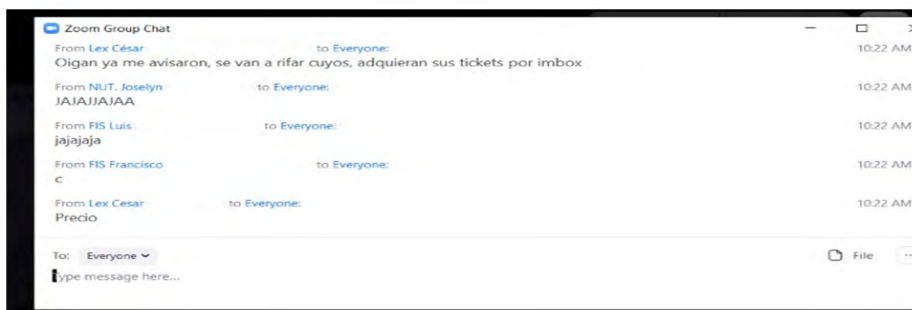 Zoom Group Chat
From Lex César to Everyone: 10:22 AM
Oigan ya me avisaron, se van a rifar cuyos, adquieran sus tickets por imbox
From NUT. Joselyn to Everyone: 10:22 AM
JAJAJJAJAA
From FIS Luis to Everyone: 10:22 AM
jajajaja
From FIS Francisco to Everyone: 10:22 AM
c
From Lex Cesar to Everyone: 10:22 AM
Precio
To: Everyone File
Type message here...